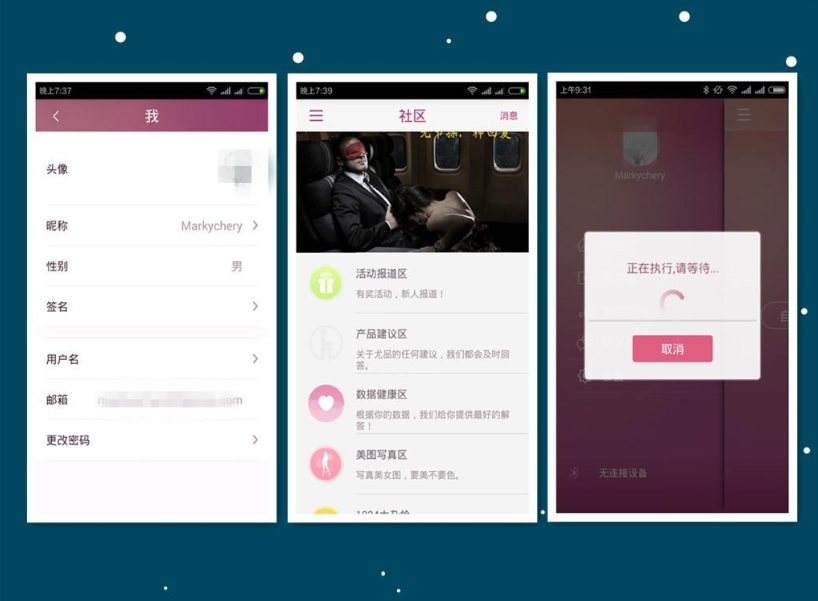 晚上7:37
我
头像
昵称
Markychery
性别
男
签名
用户名
邮箱
com
更改密码
晚上7:39
社区
消息
活动报道区
有奖活动，新人报道！
产品建议区
关于尤品的任何建议，我们都会及时回
答。
数据健康区
根据你的数据，我们给你提供最好的解
答！
美图写真区
写真美女图，要美不要色。
上午9:31
Markychery
正在执行,请等待...
取消
无连接设备